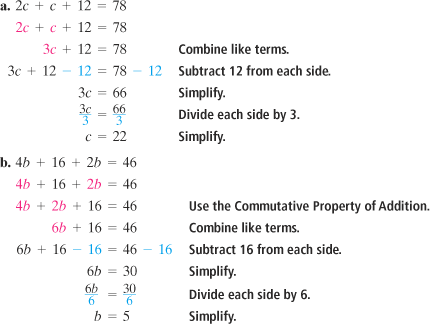 a. 2c + c + 12 = 78
2c + c + 12 = 78
3c + 12 = 78 Combine like terms.
3c + 12 − 12 = 78 − 12 Subtract 12 from each side.
3c = 66 Simplify.
3c/3 = 66/3 Divide each side by 3.
c = 22 Simplify.
b. 4b + 16 + 2b = 46
4b + 16 + 2b = 46
4b + 2b + 16 = 46 Use the Commutative Property of Addition.
6b + 16 = 46 Combine like terms.
6b + 16 − 16 = 46 − 16 Subtract 16 from each side.
6b = 30 Simplify.
6b/6 = 30/6 Divide each side by 6.
b = 5 Simplify.